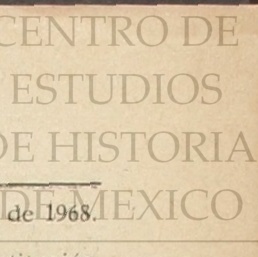 CENTRO DE
ESTUDIOS
DE HISTORIA
de 1968.
DE MEXICO